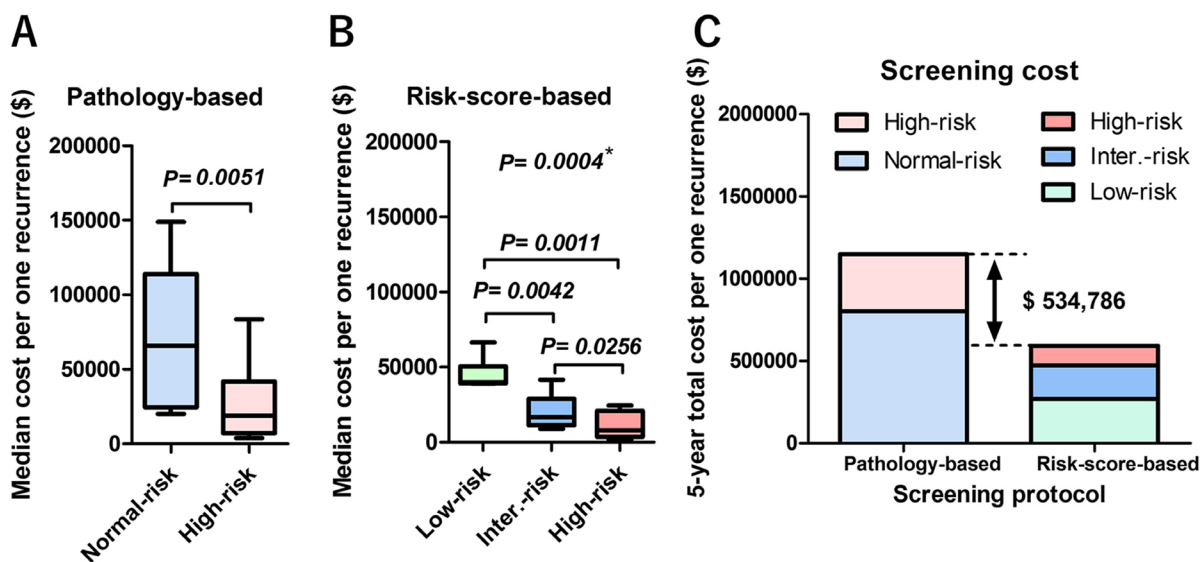 A
Pathology-based
Median cost per one recurrence ($)
200000
150000
100000
50000
0
P= 0.0051
Normal-risk
High-risk
B
Risk-score-based
Median cost per one recurrence ($)
200000
150000
100000
50000
0
P= 0.0004*
P= 0.0011
P= 0.0042
P= 0.0256
Low-risk
Inter.-risk
High-risk
C
Screening cost
5-year total cost per one recurrence ($)
2000000
1500000
1000000
500000
0
High-risk
Normal-risk
High-risk
Inter.-risk
Low-risk
$ 534,786
Pathology-based
Risk-score-based
Screening protocol